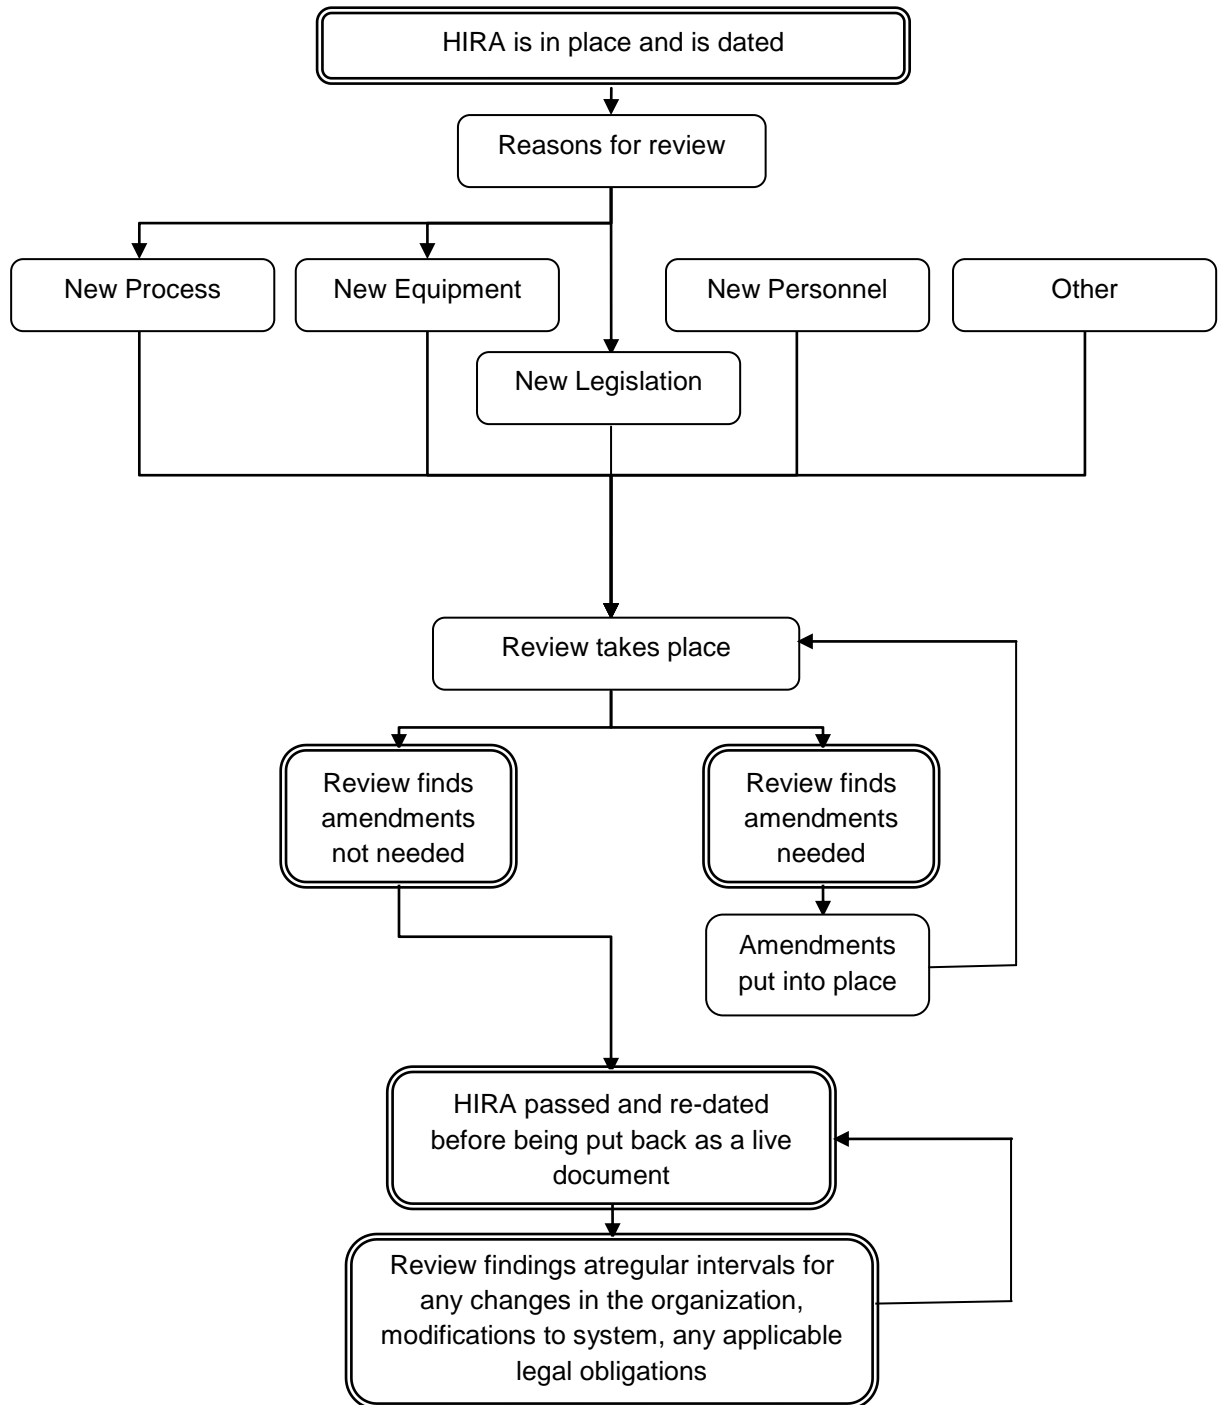 HIRA is in place and is dated
Reasons for review
New Process
New Equipment
New Personnel
Other
New Legislation
Review takes place
Review finds
amendments
not needed
Review finds
amendments
needed
Amendments
put into place
HIRA passed and re-dated
before being put back as a live
document
Review findings atregular intervals for
any changes in the organization,
modifications to system, any applicable
legal obligations